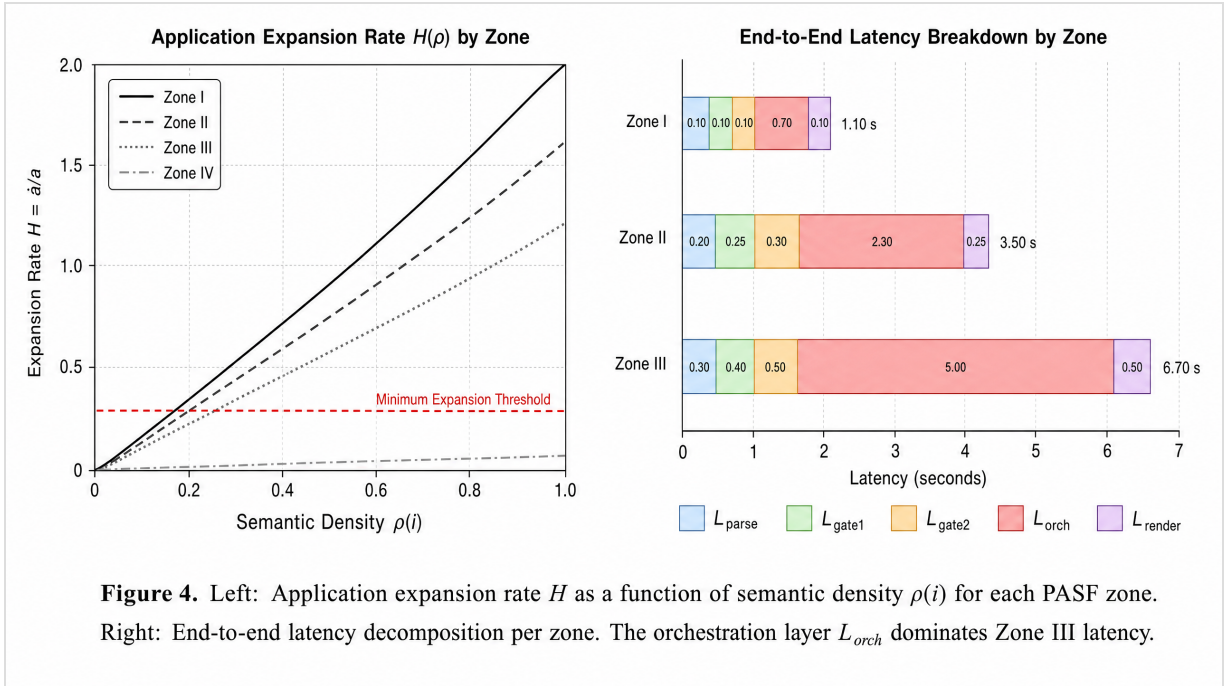 Application Expansion Rate H(ρ) by Zone
2.0
1.5
1.0
0.5
0
Expansion Rate H = ȧ/a
Zone I
Zone II
Zone III
Zone IV
Minimum Expansion Threshold
0 0.2 0.4 0.6 0.8 1.0
Semantic Density ρ(i)
End-to-End Latency Breakdown by Zone
Zone I 0.10 0.10 0.10 0.70 0.10 1.10 s
Zone II 0.20 0.25 0.30 2.30 0.25 3.50 s
Zone III 0.30 0.40 0.50 5.00 0.50 6.70 s
0 1 2 3 4 5 6 7
Latency (seconds)
L_parse L_gate1 L_gate2 L_orch L_render
Figure 4. Left: Application expansion rate H as a function of semantic density ρ(i) for each PASF zone.
Right: End-to-end latency decomposition per zone. The orchestration layer L_orch dominates Zone III latency.